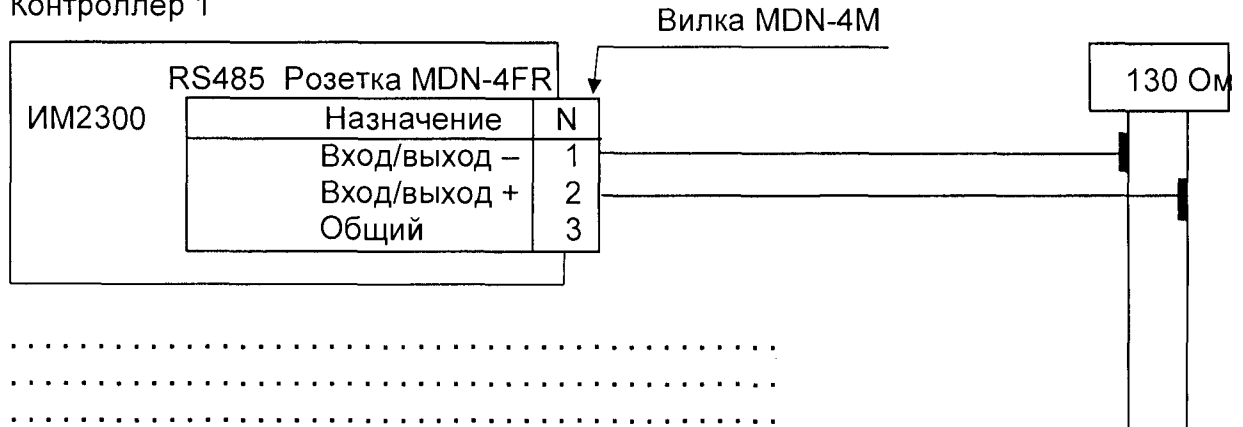 Контроллер 1
Вилка MDN-4M
RS485 Розетка MDN-4FR
130 Ом
ИМ2300
Назначение N
Вход/выход – 1
Вход/выход + 2
Общий 3